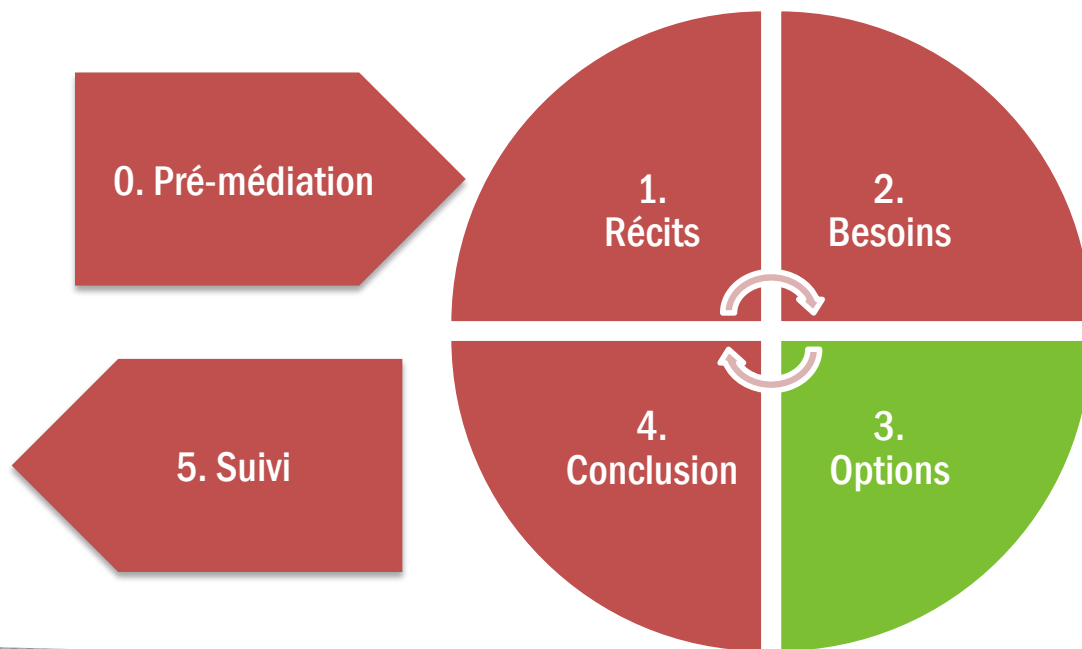 0. Pré-médiation
1.
Récits
2.
Besoins
3.
Options
4.
Conclusion
5. Suivi